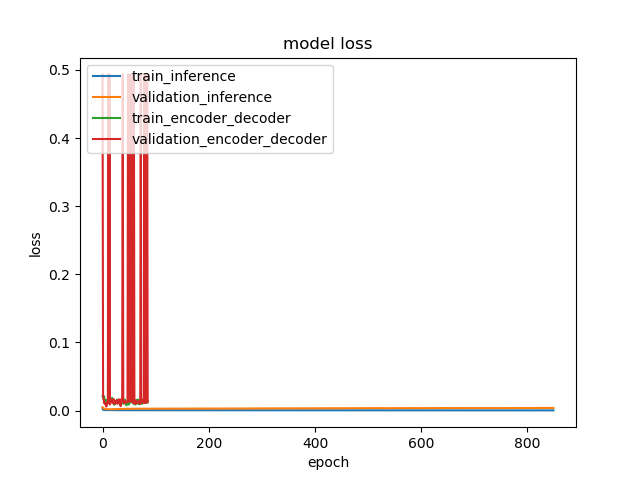 model loss
train_inference
validation_inference
train_encoder_decoder
validation_encoder_decoder
0.5
0.4
0.3
0.2
0.1
0.0
loss
0 200 400 600 800
epoch